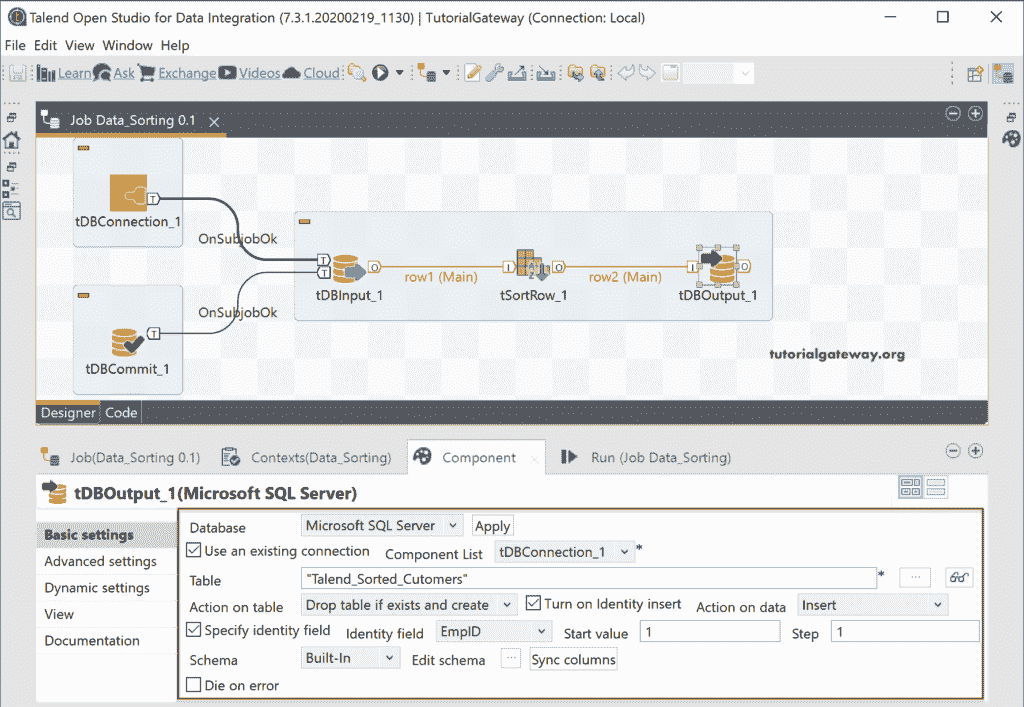 Talend Open Studio for Data Integration (7.3.1.20200219_1130) | TutorialGateway (Connection: Local)
File Edit View Window Help
Learn Ask Exchange Videos Cloud
Job Data_Sorting 0.1
T
tDBConnection_1
OnSubjobOk
T
T
O
row1 (Main)
I
O
row2 (Main)
I
O
tDBInput_1
tSortRow_1
tDBOutput_1
OnSubjobOk
T
tDBCommit_1
tutorialgateway.org
Designer Code
Job(Data_Sorting 0.1) Contexts(Data_Sorting) Component Run (Job Data_Sorting)
tDBOutput_1(Microsoft SQL Server)
Basic settings
Advanced settings
Dynamic settings
View
Documentation
Database Microsoft SQL Server Apply
Use an existing connection Component List tDBConnection_1 *
Table "Talend_Sorted_Cutomers" * ...
Action on table Drop table if exists and create Turn on Identity insert Action on data Insert
Specify identity field Identity field EmpID Start value 1 Step 1
Schema Built-In Edit schema ... Sync columns
Die on error